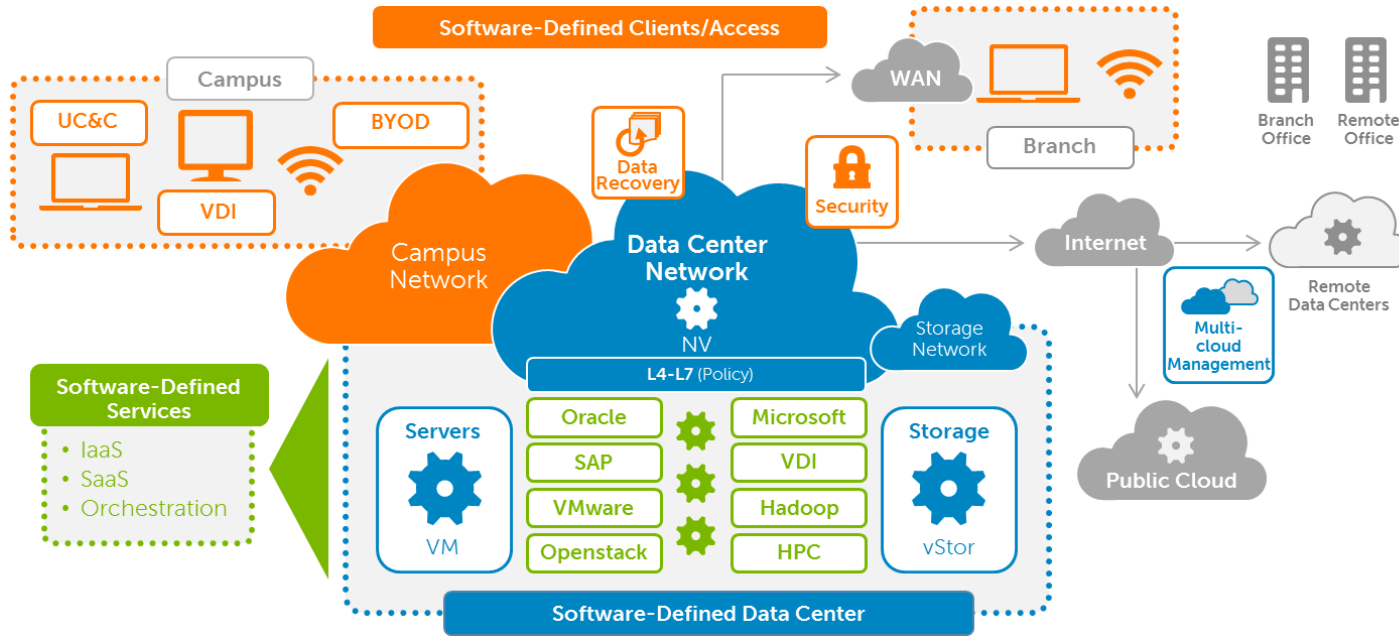 Software-Defined Clients/Access
Campus
UC&C
BYOD
VDI
Data
Recovery
Security
WAN
Branch
Branch
Office
Remote
Office
Campus
Network
Data Center
Network
NV
Storage
Network
Internet
Remote
Data Centers
Multi-
cloud
Management
Public Cloud
L4-L7 (Policy)
Software-Defined
Services
• IaaS
• SaaS
• Orchestration
Servers
VM
Oracle
SAP
VMware
Openstack
Microsoft
VDI
Hadoop
HPC
Storage
vStor
Software-Defined Data Center